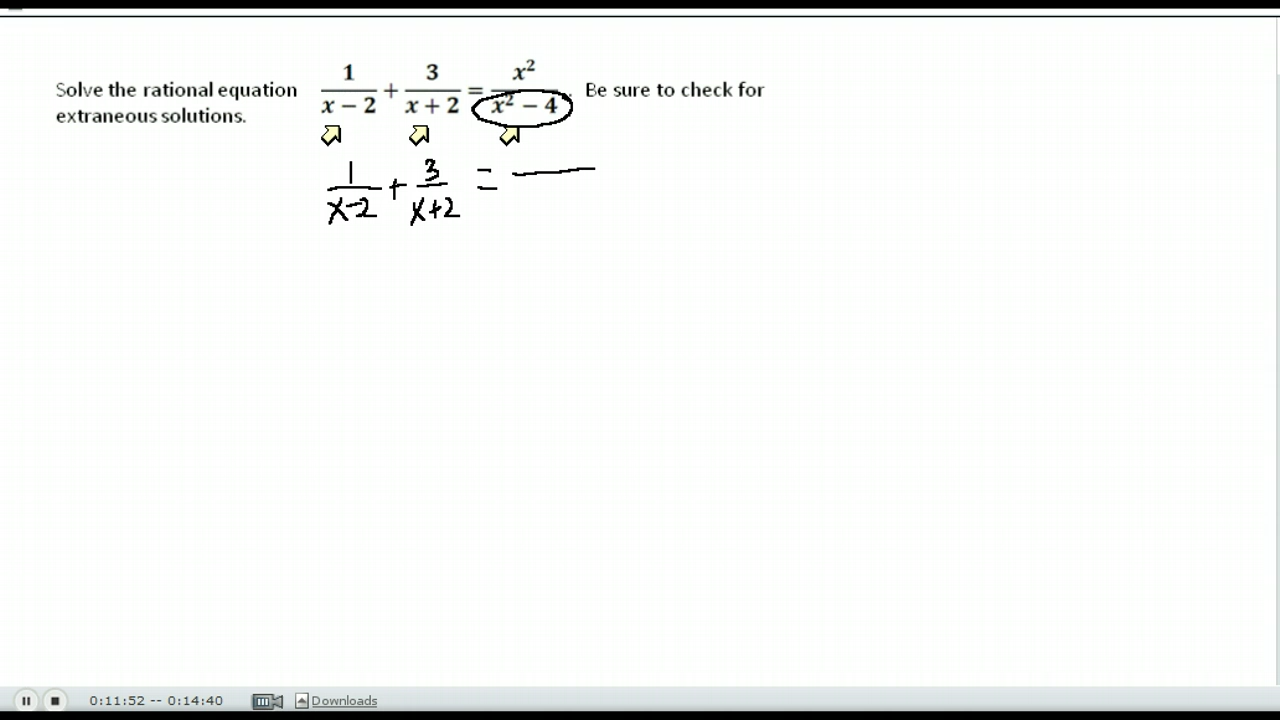 Solve the rational equation 1/(x − 2) + 3/(x + 2) = x²/(x² − 4). Be sure to check for
extraneous solutions.
1/(x-2) + 3/(x+2) =
0:11:52 -- 0:14:40 Downloads